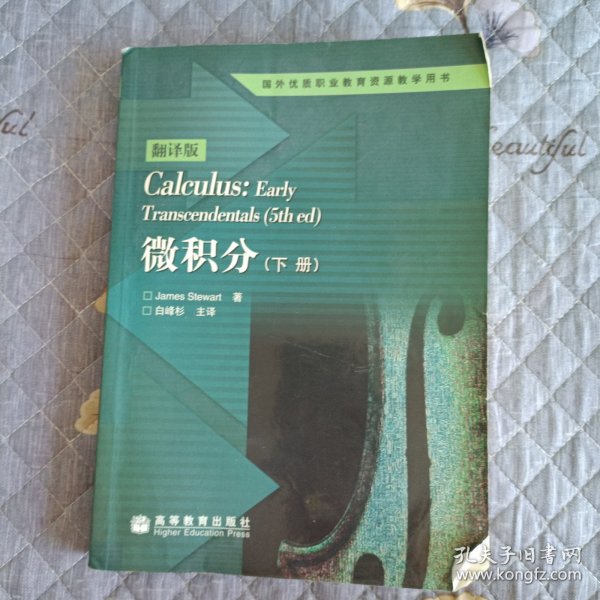 国外优质职业教育资源教学用书
翻译版
Calculus: Early
Transcendentals (5th ed)
微积分(下 册)
□ James Stewart 著
□ 白峰杉 主译
高等教育出版社
Higher Education Press
eautiful
孔夫子旧书网
www.kongfz.com